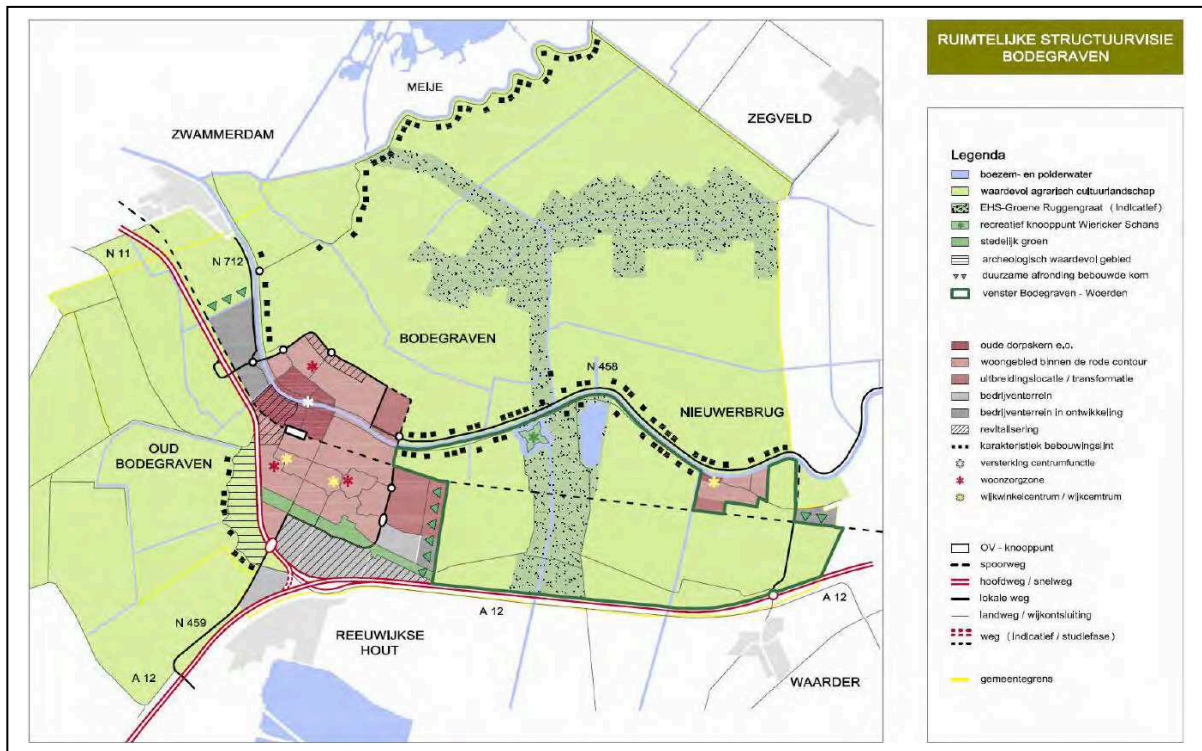 RUIMTELIJKE STRUCTUURVISIE
BODEGRAVEN
MEIJE
ZWAMMERDAM
ZEGVELD
N 11
N 712
BODEGRAVEN
N 458
NIEUWERBRUG
OUD
BODEGRAVEN
A 12
A 12
N 459
REEUWIJKSE
HOUT
A 12
WAARDER
Legenda
boezem- en polderwater
waardevol agrarisch cultuurlandschap
EHS-Groene Ruggengraat ( Indicatief )
recreatief knooppunt Wiericker Schans
stedelijk groen
archeologisch waardevol gebied
duurzame afronding bebouwde kom
venster Bodegraven - Woerden
oude dorpskern e.o.
woongebied binnen de rode contour
uitbreidingslocatie / transformatie
bedrijventerrein
bedrijventerrein in ontwikkeling
revitalisering
karakteristiek bebouwingslint
versterking centrumfunctie
woonzorgzone
wijkwinkelcentrum / wijkcemtrum
OV - knooppunt
spoorweg
hoofdweg / snelweg
lokale weg
landweg / wijkontsluiting
weg ( Indicatief / studiefase )
gemeentegrens